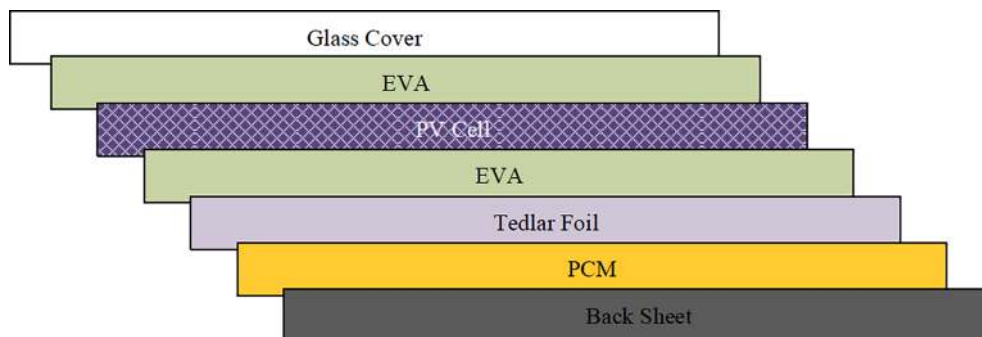 Glass Cover
EVA
PV Cell
EVA
Tedlar Foil
PCM
Back Sheet